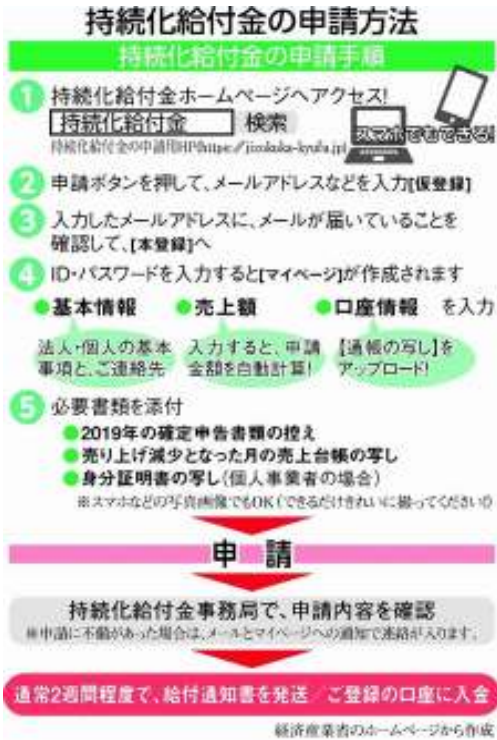 持続化給付金の申請方法
持続化給付金の申請手順
1 持続化給付金ホームページへアクセス!
持続化給付金 検索
スマホでもできる!
持続化給付金の申請用HP(https://jizokuka-kyufu.jp)
2 申請ボタンを押して、メールアドレスなどを入力[仮登録]
3 入力したメールアドレスに、メールが届いていることを
確認して、[本登録]へ
4 ID・パスワードを入力すると[マイページ]が作成されます
●基本情報 ●売上額 ●口座情報 を入力
法人・個人の基本 入力すると、申請 【通帳の写し】を
事項と、ご連絡先 金額を自動計算! アップロード!
5 必要書類を添付
●2019年の確定申告書類の控え
●売り上げ減少となった月の売上台帳の写し
●身分証明書の写し(個人事業者の場合)
※スマホなどの写真画像でもOK(できるだけきれいに撮ってください!)
申 請
持続化給付金事務局で、申請内容を確認
※申請に不備があった場合は、メールとマイページへの通知で連絡が入ります。
通常2週間程度で、給付通知書を発送/ご登録の口座に入金
経済産業省のホームページから作成